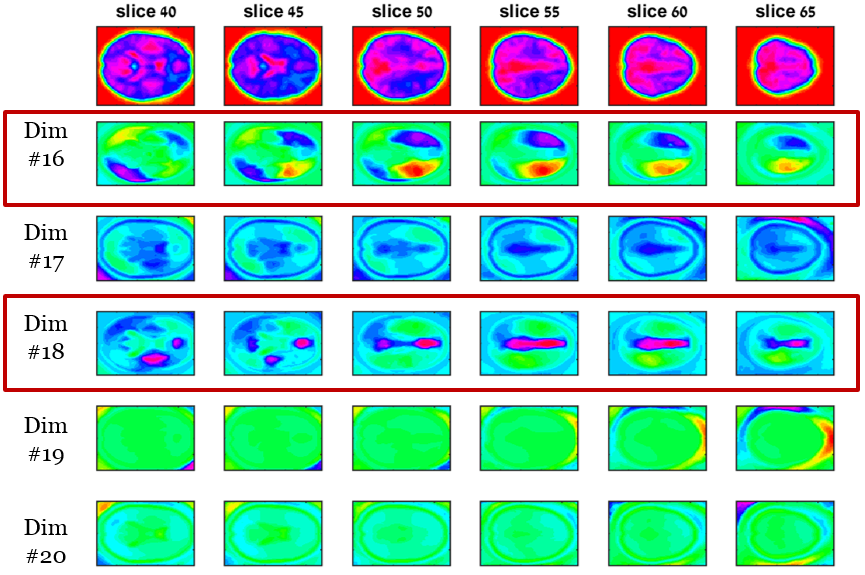 slice 40 slice 45 slice 50 slice 55 slice 60 slice 65
Dim
#16
Dim
#17
Dim
#18
Dim
#19
Dim
#20